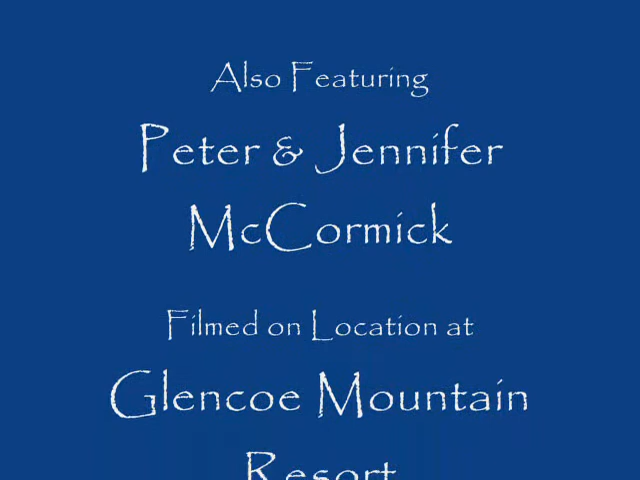 Also Featuring
Peter & Jennifer
McCormick
Filmed on Location at
Glencoe Mountain
Resort